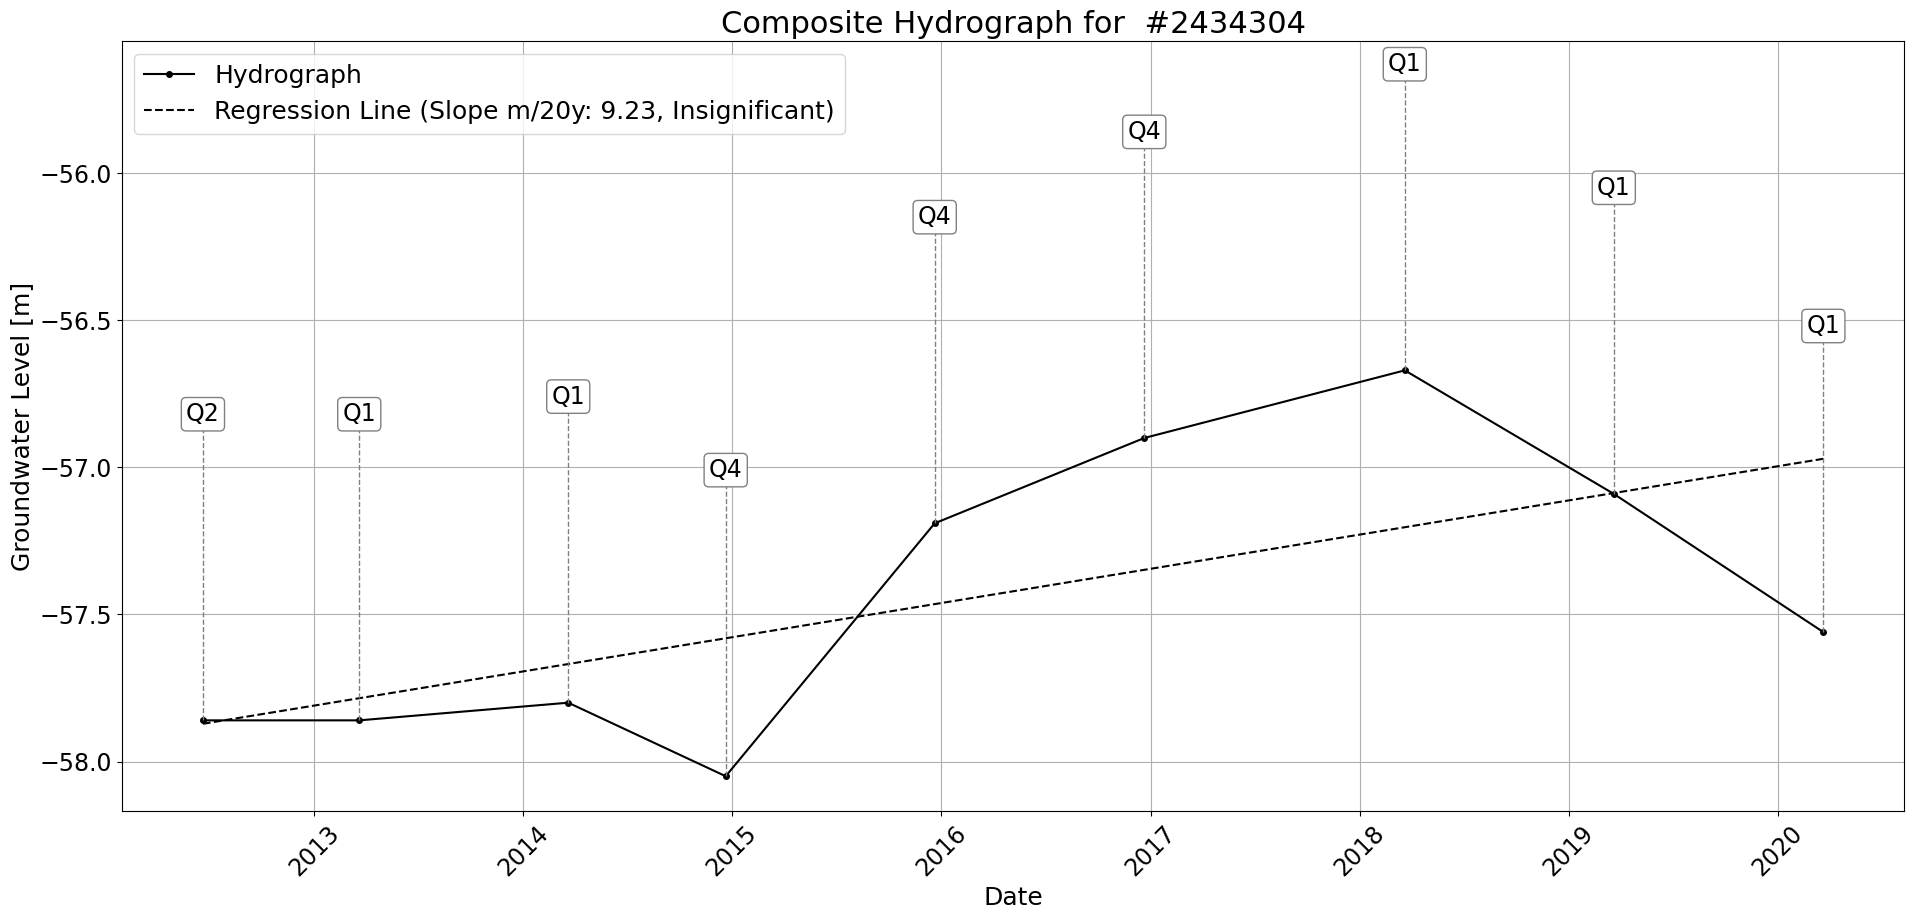 Composite Hydrograph for  #2434304
Hydrograph
Regression Line (Slope m/20y: 9.23, Insignificant)
Q1
Q4
Q1
Q4
Q1
Q1
Q2
Q1
Q4
Groundwater Level [m]
−56.0
−56.5
−57.0
−57.5
−58.0
2013
2014
2015
2016
2017
2018
2019
2020
Date